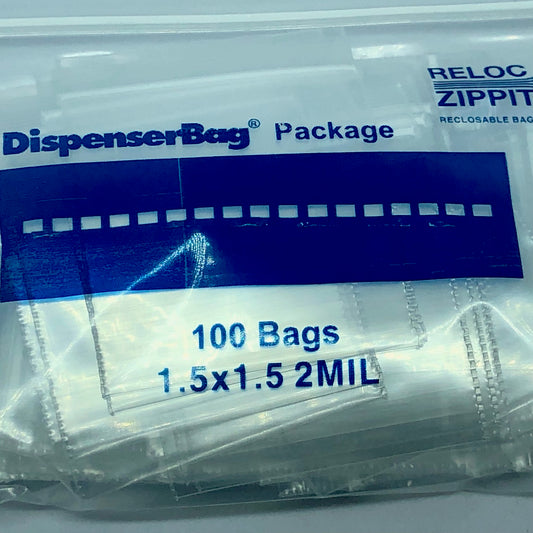 RELOC
ZIPPIT
RECLOSABLE BAG
DispenserBag® Package
100 Bags
1.5x1.5 2MIL